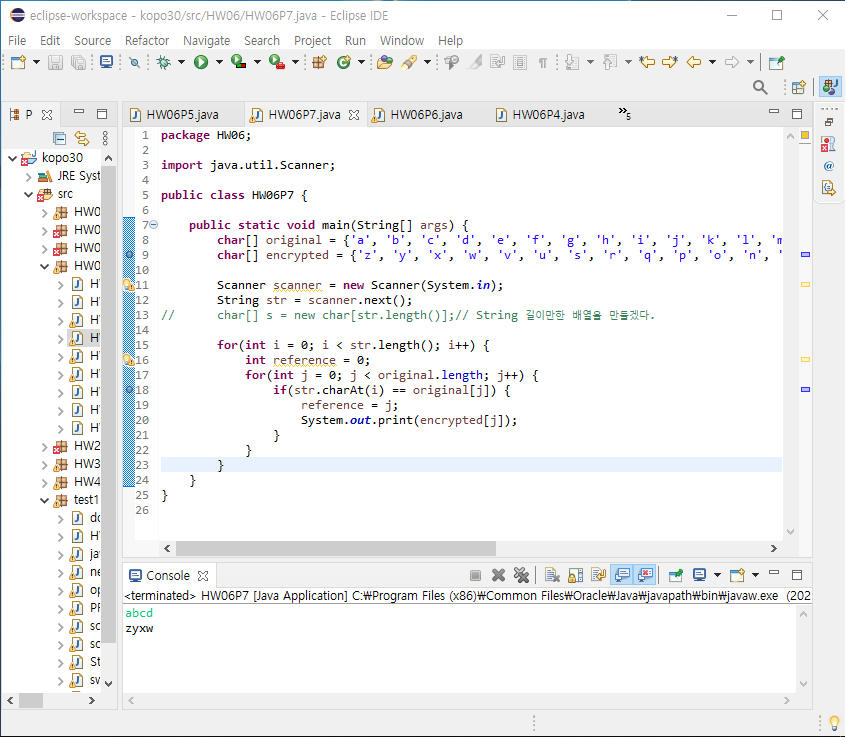 eclipse-workspace - kopo30/src/HW06/HW06P7.java - Eclipse IDE
File Edit Source Refactor Navigate Search Project Run Window Help
P
HW06P5.java HW06P7.java HW06P6.java HW06P4.java »5
kopo30
JRE Syst
src
HW0
HW0
HW0
HW0
H
H
H
H
H
H
H
H
H
HW2
HW3
HW4
test1
do
H
ja
ne
op
PF
sc
sc
St
sv
1 package HW06;
2
3 import java.util.Scanner;
4
5 public class HW06P7 {
6
7 public static void main(String[] args) {
8 char[] original = {'a', 'b', 'c', 'd', 'e', 'f', 'g', 'h', 'i', 'j', 'k', 'l', 'm
9 char[] encrypted = {'z', 'y', 'x', 'w', 'v', 'u', 's', 'r', 'q', 'p', 'o', 'n', '
10
11 Scanner scanner = new Scanner(System.in);
12 String str = scanner.next();
13 // char[] s = new char[str.length()];// String 길이만한 배열을 만들겠다.
14
15 for(int i = 0; i < str.length(); i++) {
16 int reference = 0;
17 for(int j = 0; j < original.length; j++) {
18 if(str.charAt(i) == original[j]) {
19 reference = j;
20 System.out.print(encrypted[j]);
21 }
22 }
23 }
24 }
25 }
26
Console
<terminated> HW06P7 [Java Application] C:₩Program Files (x86)₩Common Files₩Oracle₩Java₩javapath₩bin₩javaw.exe (202
abcd
zyxw